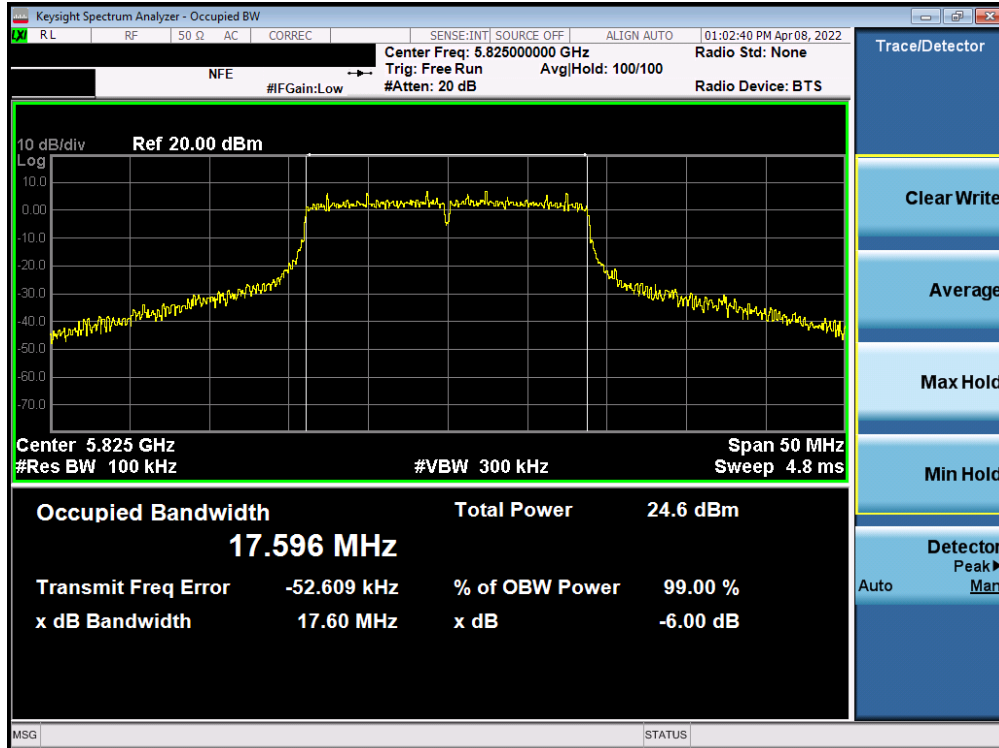 Keysight Spectrum Analyzer - Occupied BW
LXI RL RF 50 Ω AC CORREC SENSE:INT SOURCE OFF ALIGN AUTO 01:02:40 PM Apr 08, 2022
Center Freq: 5.825000000 GHz Radio Std: None
NFE Trig: Free Run Avg|Hold: 100/100
#IFGain:Low #Atten: 20 dB Radio Device: BTS
10 dB/div Ref 20.00 dBm
Log
10.0
0.00
-10.0
-20.0
-30.0
-40.0
-50.0
-60.0
-70.0
Center 5.825 GHz Span 50 MHz
#Res BW 100 kHz #VBW 300 kHz Sweep 4.8 ms
Occupied Bandwidth Total Power 24.6 dBm
17.596 MHz
Transmit Freq Error -52.609 kHz % of OBW Power 99.00 %
x dB Bandwidth 17.60 MHz x dB -6.00 dB
MSG STATUS
Trace/Detector
Clear Write
Average
Max Hold
Min Hold
Detector
Peak▶
Auto Man